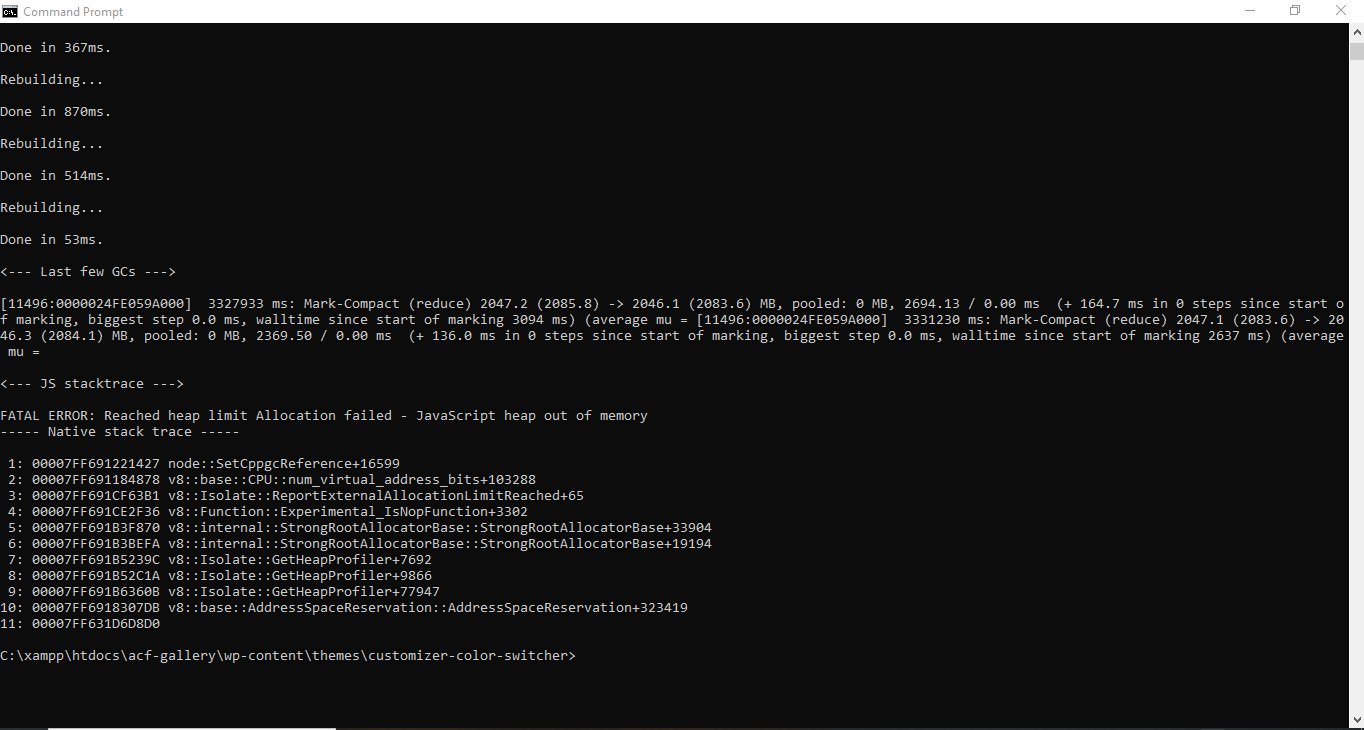 Command Prompt
Done in 367ms.
Rebuilding...
Done in 870ms.
Rebuilding...
Done in 514ms.
Rebuilding...
Done in 53ms.
<--- Last few GCs --->
[11496:0000024FE059A000]  3327933 ms: Mark-Compact (reduce) 2047.2 (2085.8) -> 2046.1 (2083.6) MB, pooled: 0 MB, 2694.13 / 0.00 ms  (+ 164.7 ms in 0 steps since start o
f marking, biggest step 0.0 ms, walltime since start of marking 3094 ms) (average mu = [11496:0000024FE059A000]  3331230 ms: Mark-Compact (reduce) 2047.1 (2083.6) -> 20
46.3 (2084.1) MB, pooled: 0 MB, 2369.50 / 0.00 ms  (+ 136.0 ms in 0 steps since start of marking, biggest step 0.0 ms, walltime since start of marking 2637 ms) (average
 mu =
<--- JS stacktrace --->
FATAL ERROR: Reached heap limit Allocation failed - JavaScript heap out of memory
----- Native stack trace -----
 1: 00007FF691221427 node::SetCppgcReference+16599
 2: 00007FF691184878 v8::base::CPU::num_virtual_address_bits+103288
 3: 00007FF691CF63B1 v8::Isolate::ReportExternalAllocationLimitReached+65
 4: 00007FF691CE2F36 v8::Function::Experimental_IsNopFunction+3302
 5: 00007FF691B3F870 v8::internal::StrongRootAllocatorBase::StrongRootAllocatorBase+33904
 6: 00007FF691B3BEFA v8::internal::StrongRootAllocatorBase::StrongRootAllocatorBase+19194
 7: 00007FF691B5239C v8::Isolate::GetHeapProfiler+7692
 8: 00007FF691B52C1A v8::Isolate::GetHeapProfiler+9866
 9: 00007FF691B6360B v8::Isolate::GetHeapProfiler+77947
10: 00007FF6918307DB v8::base::AddressSpaceReservation::AddressSpaceReservation+323419
11: 00007FF631D6D8D0
C:\xampp\htdocs\acf-gallery\wp-content\themes\customizer-color-switcher>